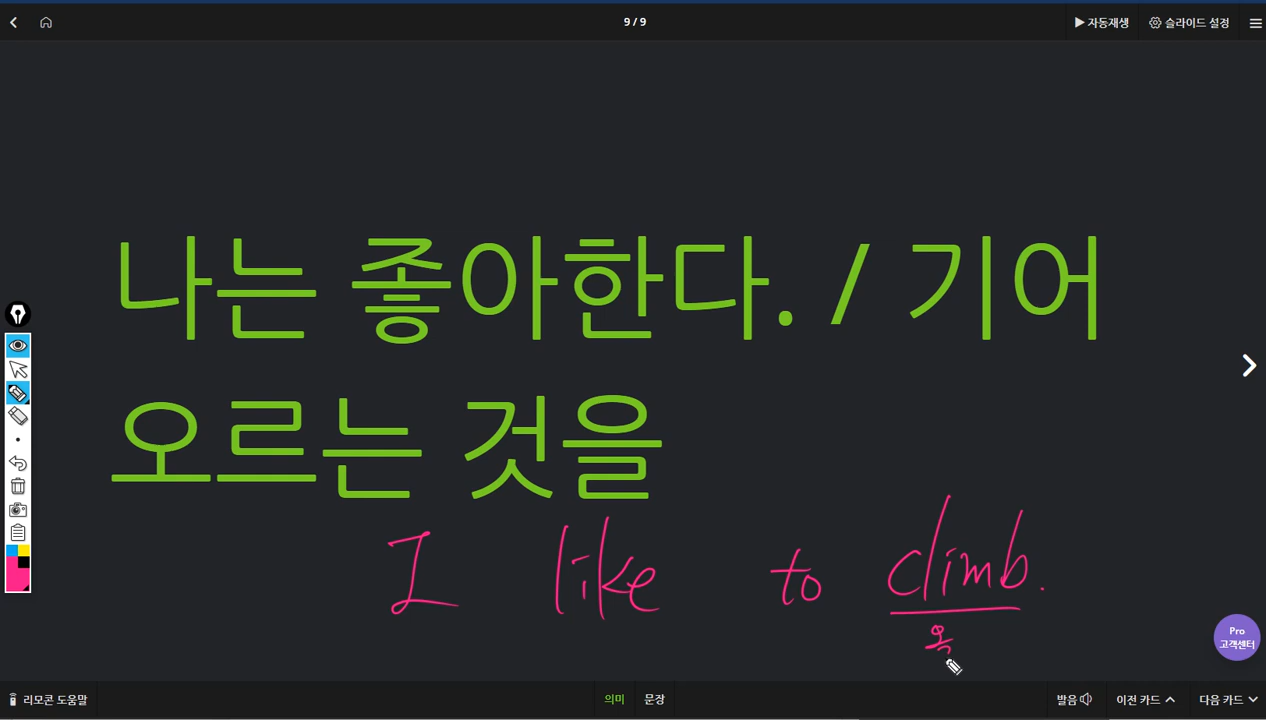 9 / 9
자동재생
슬라이드 설정
나는 좋아한다. / 기어
오르는 것을
I like to climb.
Pro
고객센터
리모콘 도움말
의미
문장
발음
이전 카드
다음 카드